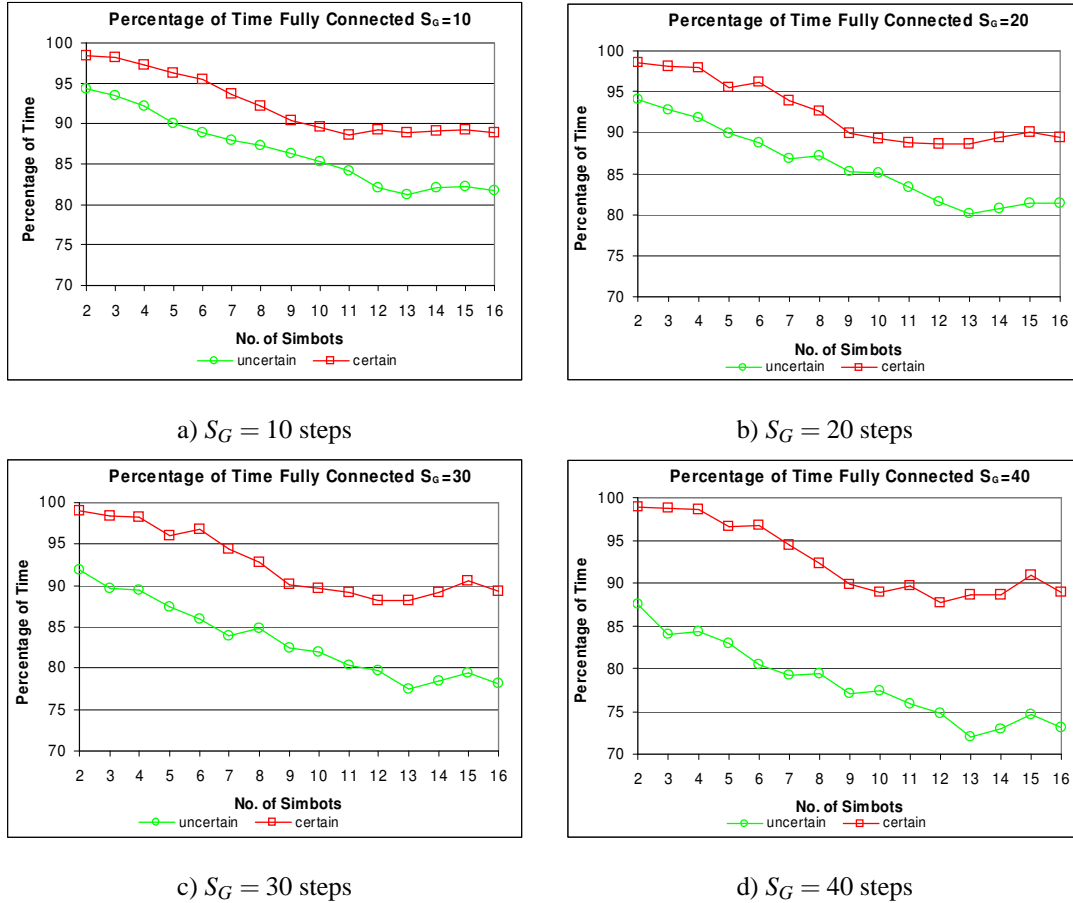 Percentage of Time Fully Connected SG=10
100
95
90
85
80
75
70
Percentage of Time
2 3 4 5 6 7 8 9 10 11 12 13 14 15 16
No. of Simbots
uncertain certain
a) SG = 10 steps
Percentage of Time Fully Connected SG=20
100
95
90
85
80
75
70
Percentage of Time
2 3 4 5 6 7 8 9 10 11 12 13 14 15 16
No. of Simbots
uncertain certain
b) SG = 20 steps
Percentage of Time Fully Connected SG=30
100
95
90
85
80
75
70
Percentage of Time
2 3 4 5 6 7 8 9 10 11 12 13 14 15 16
No. of Simbots
uncertain certain
c) SG = 30 steps
Percentage of Time Fully Connected SG=40
100
95
90
85
80
75
70
Percentage of Time
2 3 4 5 6 7 8 9 10 11 12 13 14 15 16
No. of Simbots
uncertain certain
d) SG = 40 steps